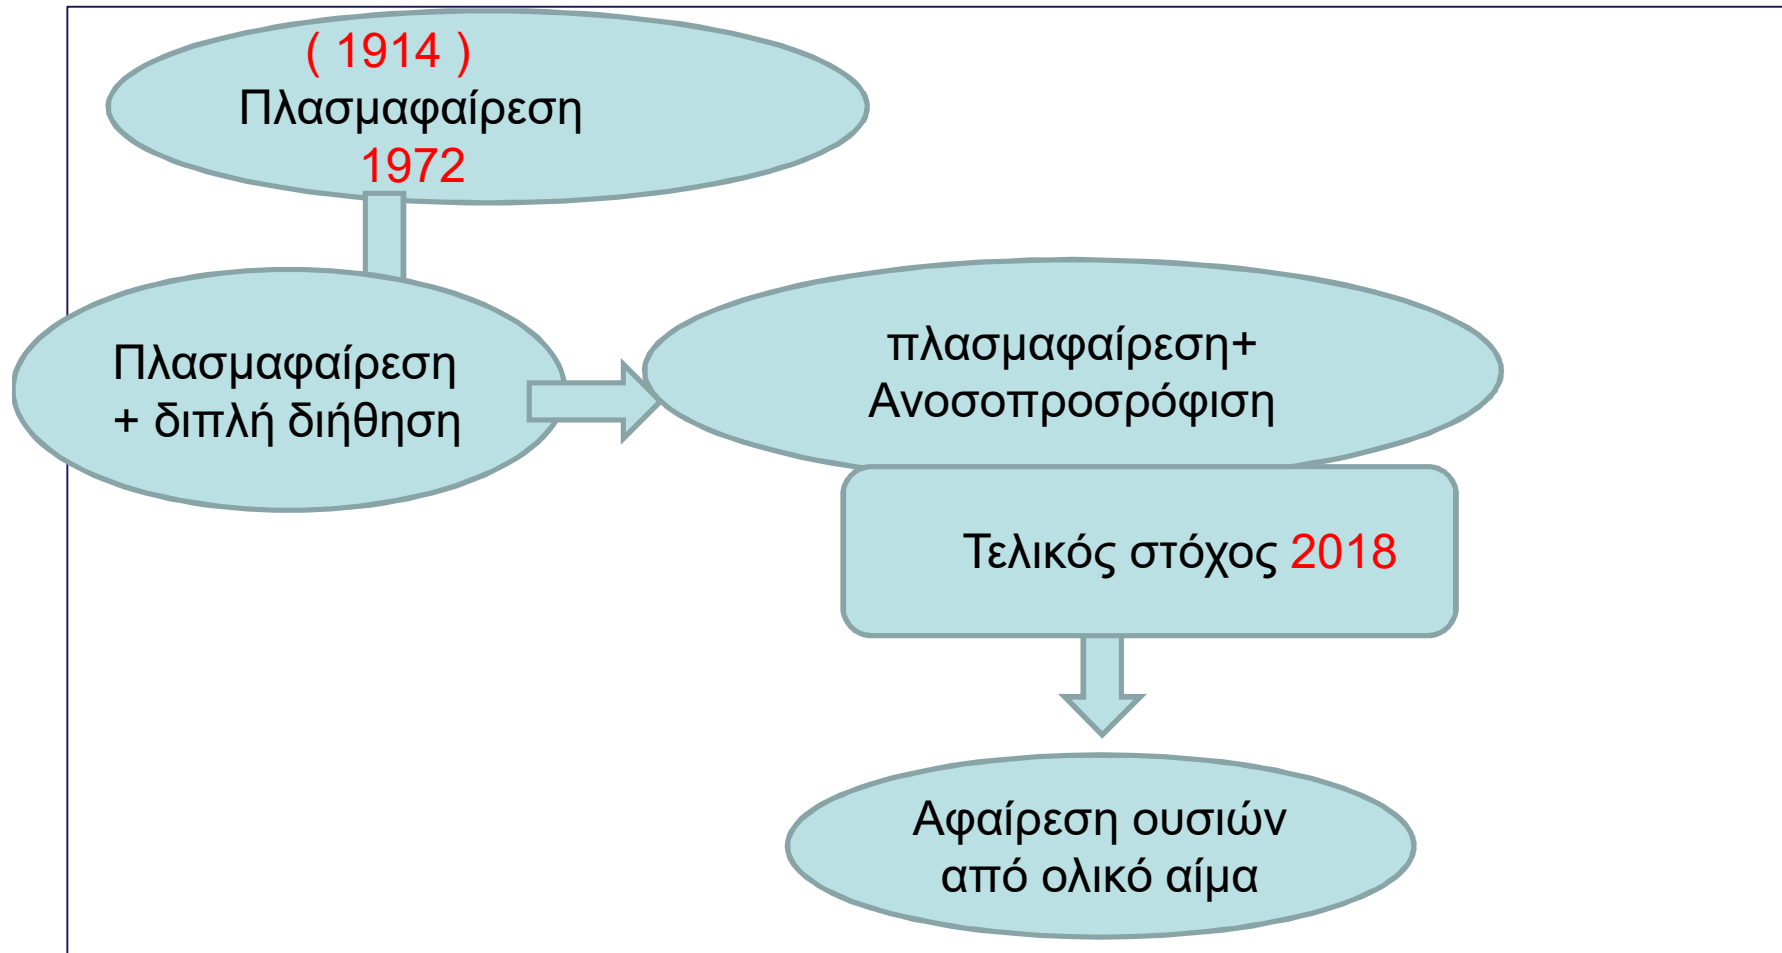 ( 1914 )
Πλασμαφαίρεση
1972
Πλασμαφαίρεση
+ διπλή διήθηση
πλασμαφαίρεση+
Ανοσοπροσρόφιση
Τελικός στόχος 2018
Αφαίρεση ουσιών
από ολικό αίμα